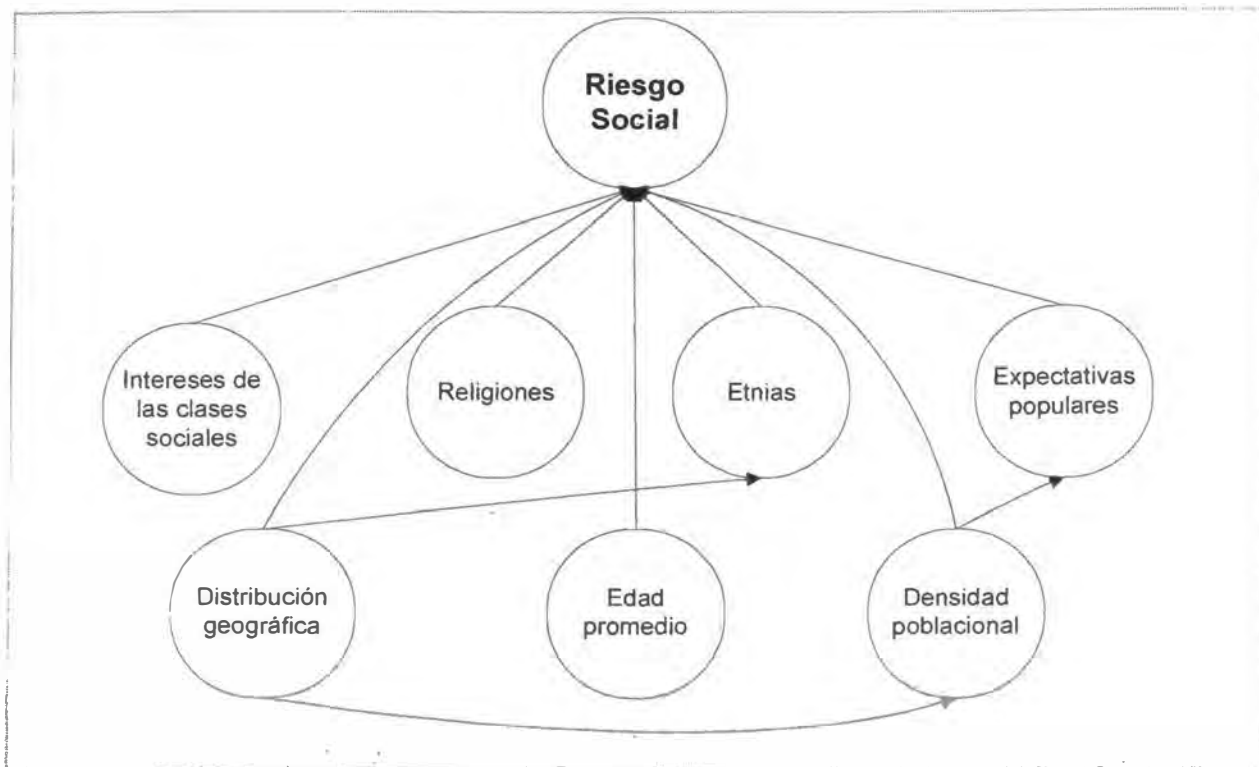 Riesgo
Social
Intereses de
las clases
sociales
Religiones
Etnias
Expectativas
populares
Distribución
geográfica
Edad
promedio
Densidad
poblacional